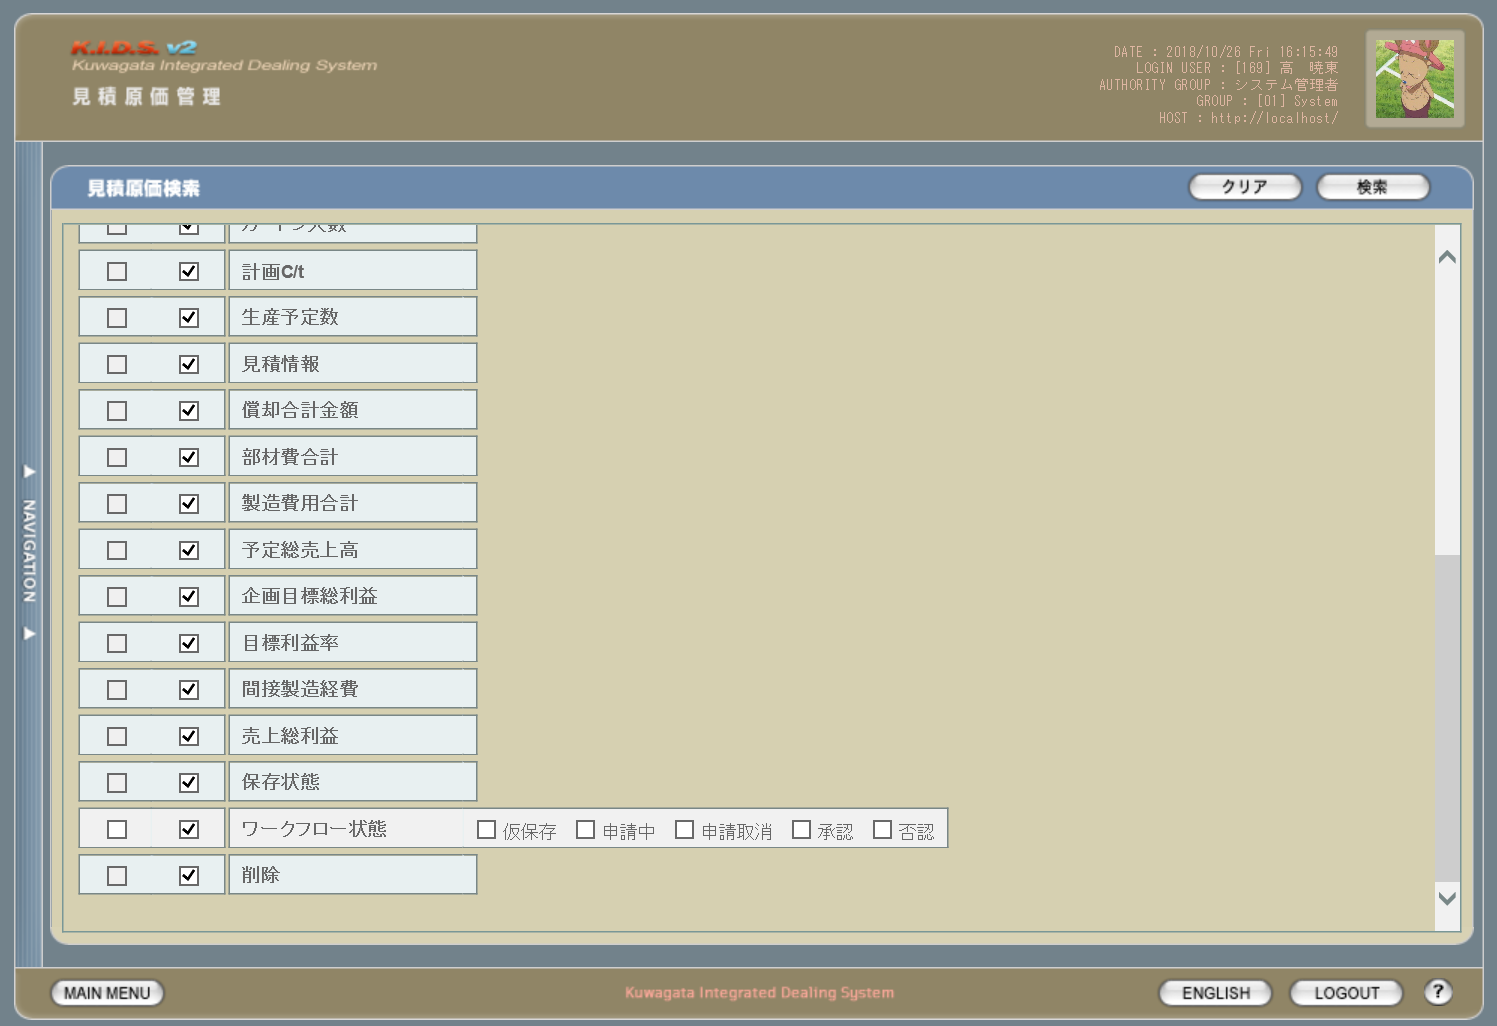 K.I.D.S. v2
Kuwagata Integrated Dealing System
見積原価管理
DATE : 2018/10/26 Fri 16:15:49
LOGIN USER : [169] 高 暁東
AUTHORITY GROUP : システム管理者
GROUP : [01] System
HOST : http://localhost/
見積原価検索
クリア
検索
計画C/t
生産予定数
見積情報
償却合計金額
部材費合計
製造費用合計
予定総売上高
企画目標総利益
目標利益率
間接製造経費
売上総利益
保存状態
ワークフロー状態 仮保存 申請中 申請取消 承認 否認
削除
NAVIGATION
MAIN MENU
Kuwagata Integrated Dealing System
ENGLISH
LOGOUT
?